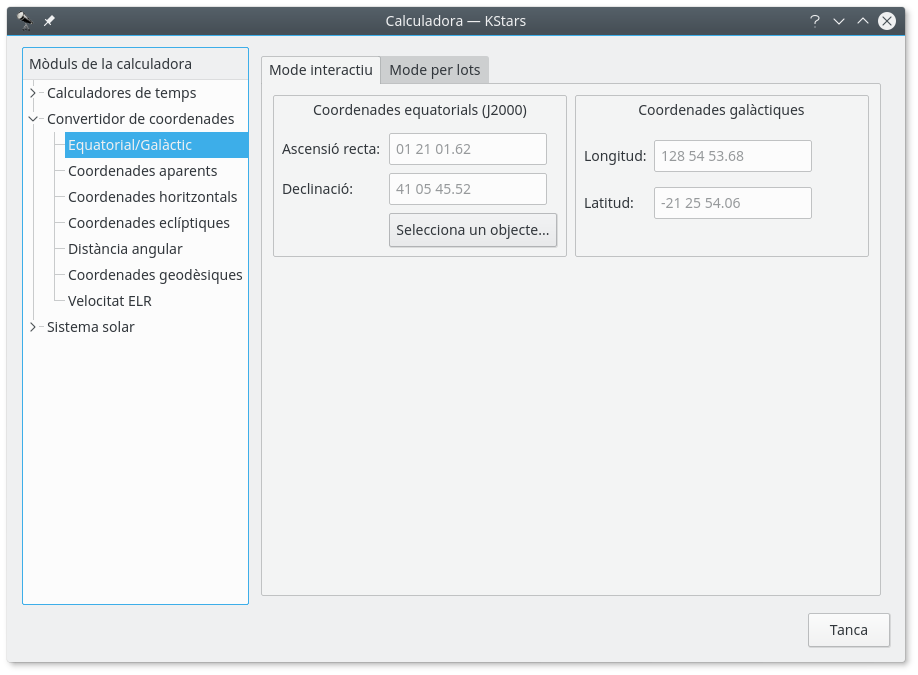 Calculadora — KStars
Mòduls de la calculadora
Calculadores de temps
Convertidor de coordenades
Equatorial/Galàctic
Coordenades aparents
Coordenades horitzontals
Coordenades eclíptiques
Distància angular
Coordenades geodèsiques
Velocitat ELR
Sistema solar
Mode interactiu
Mode per lots
Coordenades equatorials (J2000)
Ascensió recta: 01 21 01.62
Declinació: 41 05 45.52
Selecciona un objecte...
Coordenades galàctiques
Longitud: 128 54 53.68
Latitud: -21 25 54.06
Tanca